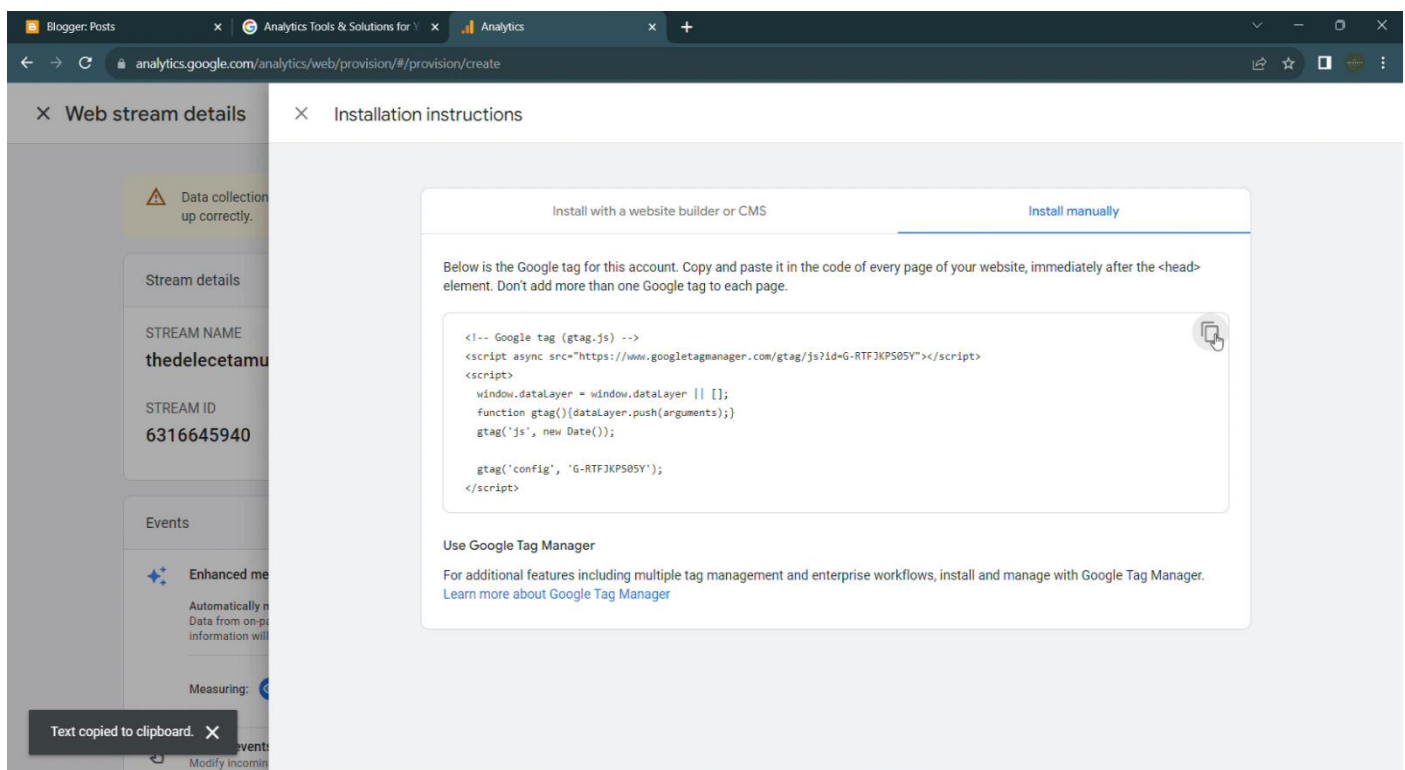 Blogger: Posts
Analytics Tools & Solutions for Y
Analytics
analytics.google.com/analytics/web/provision/#/provision/create
Web stream details
Installation instructions
Data collection
up correctly.
Stream details
STREAM NAME
thedelecetamu
STREAM ID
6316645940
Events
Enhanced me
Automatically m
Data from on-pa
information will
Measuring:
events
Modify incomin
Text copied to clipboard.
Install with a website builder or CMS
Install manually
Below is the Google tag for this account. Copy and paste it in the code of every page of your website, immediately after the <head>
element. Don't add more than one Google tag to each page.
<!-- Google tag (gtag.js) -->
<script async src="https://www.googletagmanager.com/gtag/js?id=G-RTFJKPS05Y"></script>
<script>
window.dataLayer = window.dataLayer || [];
function gtag(){dataLayer.push(arguments);}
gtag('js', new Date());
gtag('config', 'G-RTFJKPS05Y');
</script>
Use Google Tag Manager
For additional features including multiple tag management and enterprise workflows, install and manage with Google Tag Manager.
Learn more about Google Tag Manager